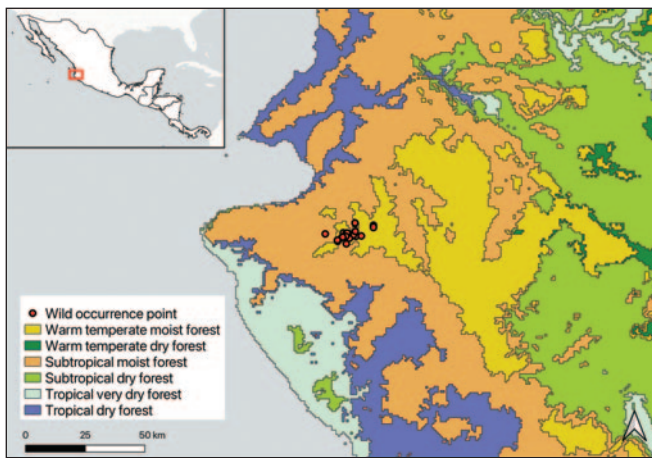 Wild occurrence point
Warm temperate moist forest
Warm temperate dry forest
Subtropical moist forest
Subtropical dry forest
Tropical very dry forest
Tropical dry forest
0 25 50 km